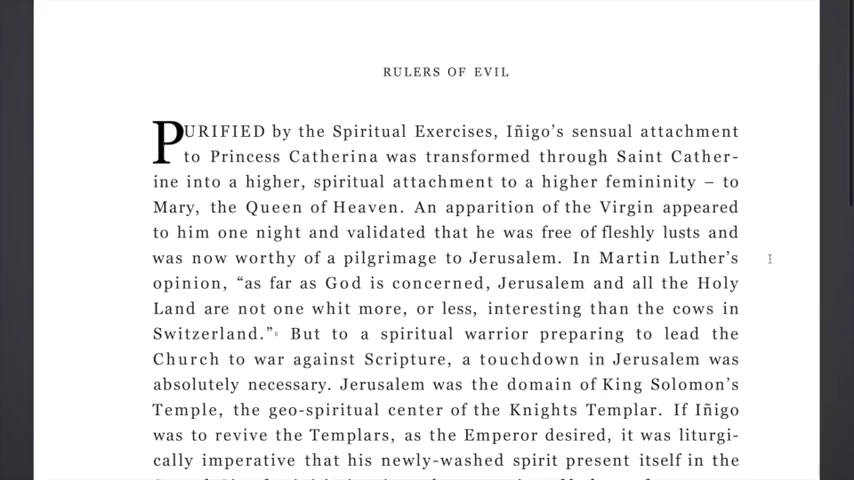 RULERS OF EVIL
PURIFIED by the Spiritual Exercises, Iñigo's sensual attachment
to Princess Catherina was transformed through Saint Cather-
ine into a higher, spiritual attachment to a higher femininity – to
Mary, the Queen of Heaven. An apparition of the Virgin appeared
to him one night and validated that he was free of fleshly lusts and
was now worthy of a pilgrimage to Jerusalem. In Martin Luther's
opinion, “as far as God is concerned, Jerusalem and all the Holy
Land are not one whit more, or less, interesting than the cows in
Switzerland.”⁵ But to a spiritual warrior preparing to lead the
Church to war against Scripture, a touchdown in Jerusalem was
absolutely necessary. Jerusalem was the domain of King Solomon's
Temple, the geo-spiritual center of the Knights Templar. If Iñigo
was to revive the Templars, as the Emperor desired, it was liturgi-
cally imperative that his newly-washed spirit present itself in the